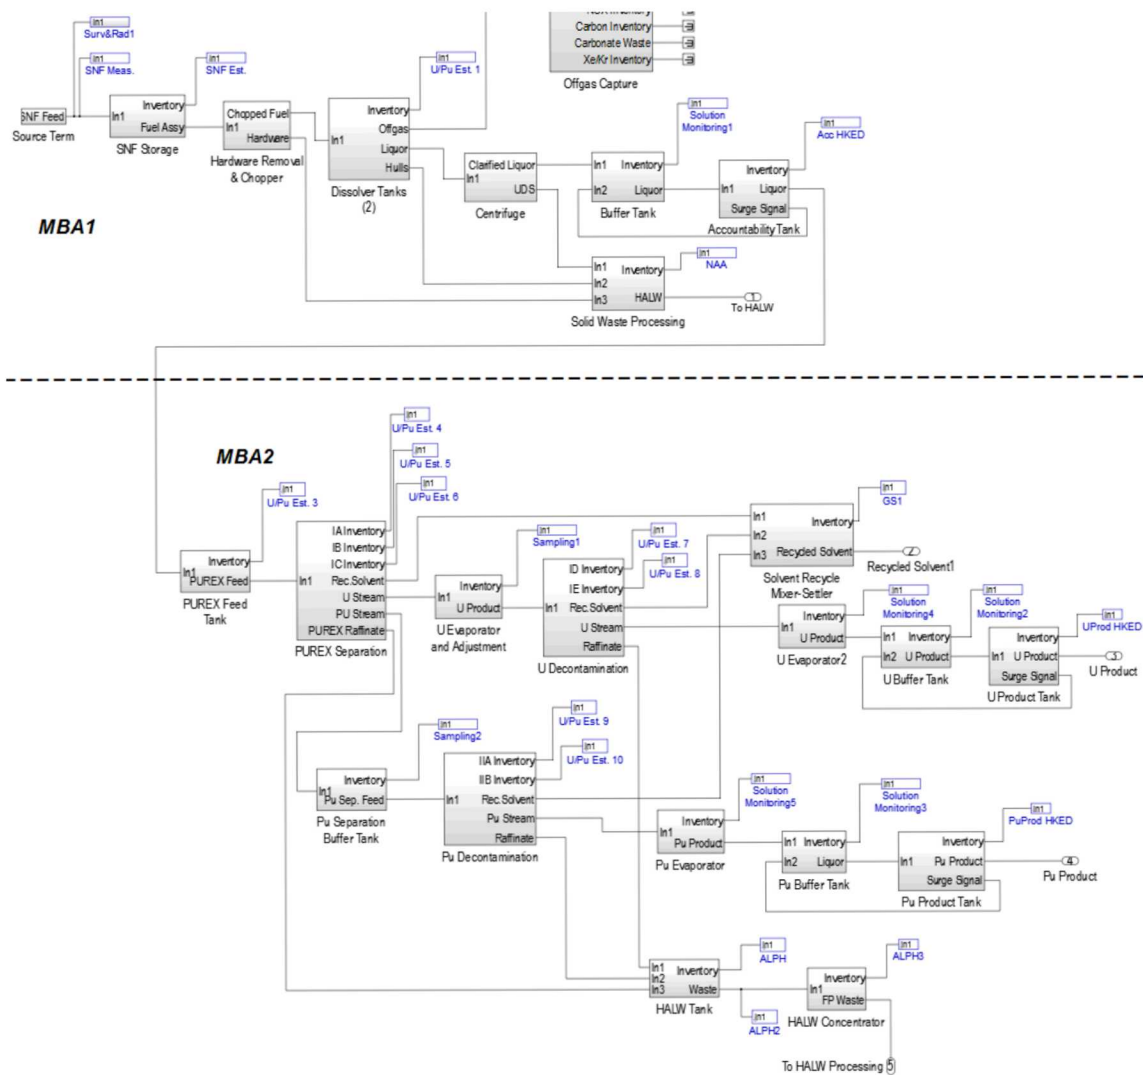 In1
Surv&Rad1
In1
SNF Meas.
In1
SNF Est.
In1
U/Pu Est. 1
Carbon Inventory
Carbonate Waste
Xe/Kr Inventory
Offgas Capture
SNF Feed
Source Term
In1
Inventory
Fuel Assy
SNF Storage
Chopped Fuel
In1
Hardware
Hardware Removal
& Chopper
In1
Inventory
Offgas
Liquor
Hulls
Dissolver Tanks
(2)
Clarified Liquor
In1
UDS
Centrifuge
In1
Solution
Monitoring1
In1
Inventory
In2
Liquor
Buffer Tank
In1
Acc HKED
Inventory
In1
Liquor
Surge Signal
Accountability Tank
MBA1
In1
NAA
In1
Inventory
In2
In3
HALW
Solid Waste Processing
1
To HALW
MBA2
In1
U/Pu Est. 4
In1
U/Pu Est. 5
In1
U/Pu Est. 6
In1
U/Pu Est. 3
Inventory
In1
PUREX Feed
PUREX Feed
Tank
IA Inventory
IB Inventory
IC Inventory
In1
Rec.Solvent
U Stream
PU Stream
PUREX Raffinate
PUREX Separation
In1
Sampling1
Inventory
In1
U Product
U Evaporator
and Adjustment
In1
U/Pu Est. 7
In1
U/Pu Est. 8
ID Inventory
IE Inventory
In1
Rec.Solvent
U Stream
Raffinate
U Decontamination
In1
GS1
In1
Inventory
In2
In3
Recycled Solvent
Solvent Recycle
Mixer-Settler
2
Recycled Solvent1
In1
Solution
Monitoring4
Inventory
In1
U Product
U Evaporator2
In1
Solution
Monitoring2
In1
Inventory
In2
U Product
U Buffer Tank
In1
UProd HKED
Inventory
In1
U Product
Surge Signal
U Product Tank
3
U Product
In1
Sampling2
Inventory
In1
Pu Sep. Feed
Pu Separation
Buffer Tank
In1
U/Pu Est. 9
In1
U/Pu Est. 10
IIA Inventory
IIB Inventory
In1
Rec.Solvent
Pu Stream
Raffinate
Pu Decontamination
In1
Solution
Monitoring5
Inventory
In1
Pu Product
Pu Evaporator
In1
Solution
Monitoring3
In1
Inventory
In2
Liquor
Pu Buffer Tank
In1
PuProd HKED
Inventory
In1
Pu Product
Surge Signal
Pu Product Tank
4
Pu Product
In1
ALPH
In1
In2
In3
Inventory
Waste
HALW Tank
In1
ALPH2
In1
ALPH3
Inventory
In1
FP Waste
HALW Concentrator
To HALW Processing 5